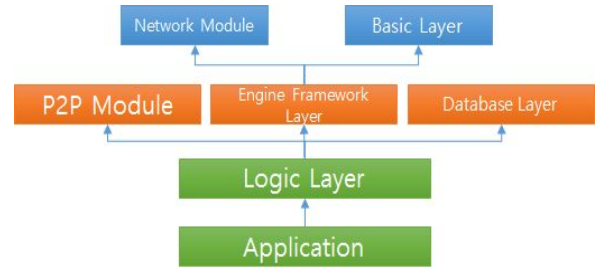 Network Module
Basic Layer
P2P Module
Engine Framework
Layer
Database Layer
Logic Layer
Application